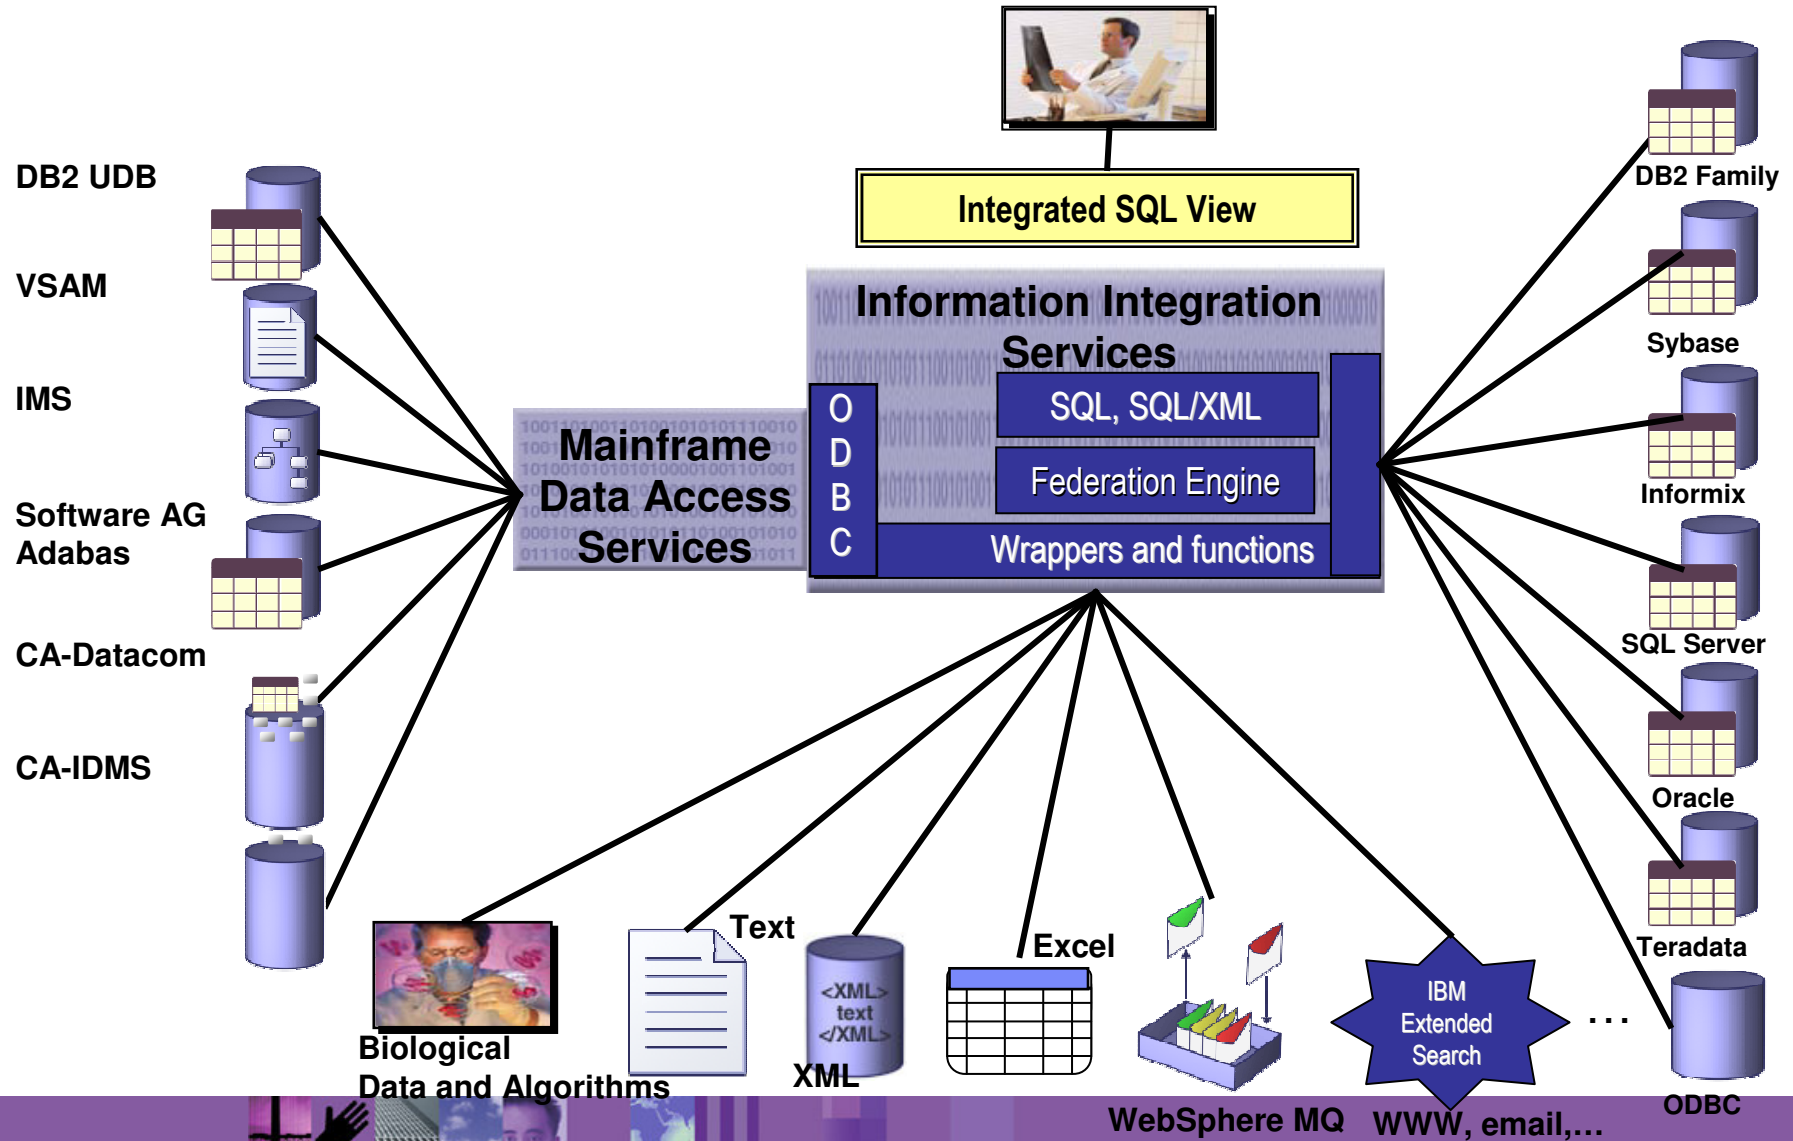 Integrated SQL View
Information Integration
Services
SQL, SQL/XML
Federation Engine
Wrappers and functions
O
D
B
C
Mainframe
Data Access
Services
DB2 UDB
VSAM
IMS
Software AG
Adabas
CA-Datacom
CA-IDMS
DB2 Family
Sybase
Informix
SQL Server
Oracle
Teradata
ODBC
Biological
Data and Algorithms
Text
<XML>
text
</XML>
XML
Excel
WebSphere MQ
IBM
Extended
Search
WWW, email,...
...